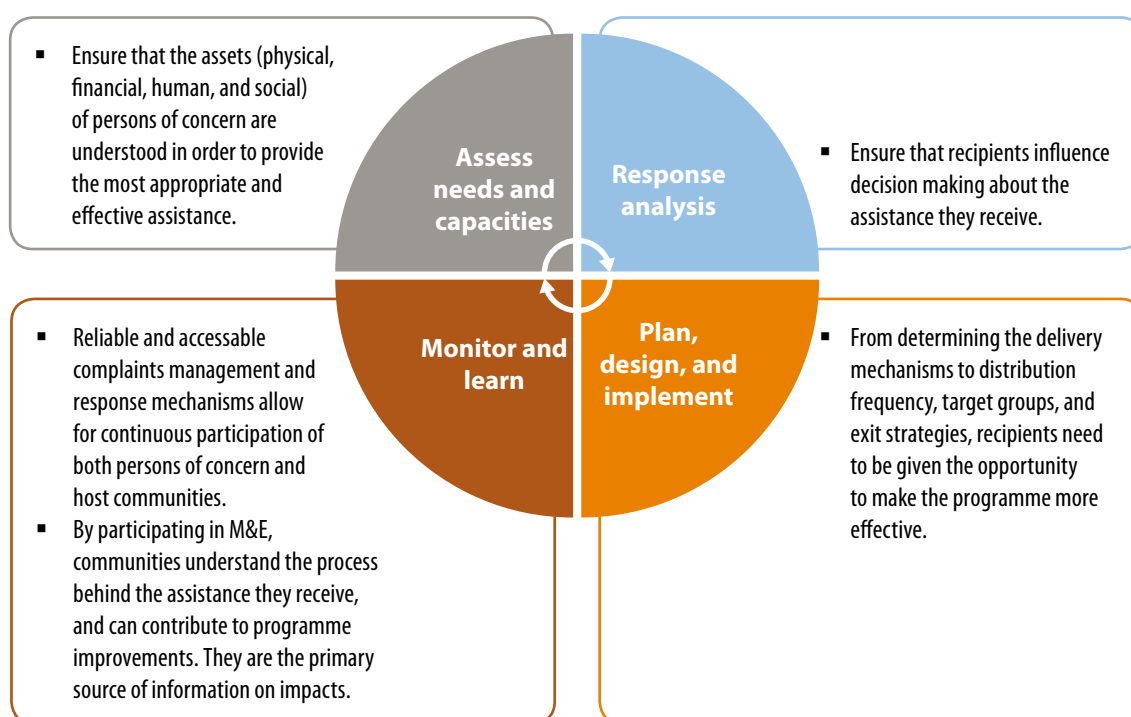 ▪ Ensure that the assets (physical,
financial, human, and social)
of persons of concern are
understood in order to provide
the most appropriate and
effective assistance.
Assess
needs and
capacities
Response
analysis
▪ Ensure that recipients influence
decision making about the
assistance they receive.
▪ Reliable and accessable
complaints management and
response mechanisms allow
for continuous participation of
both persons of concern and
host communities.
▪ By participating in M&E,
communities understand the process
behind the assistance they receive,
and can contribute to programme
improvements. They are the primary
source of information on impacts.
Monitor and
learn
Plan,
design, and
implement
▪ From determining the delivery
mechanisms to distribution
frequency, target groups, and
exit strategies, recipients need
to be given the opportunity
to make the programme more
effective.